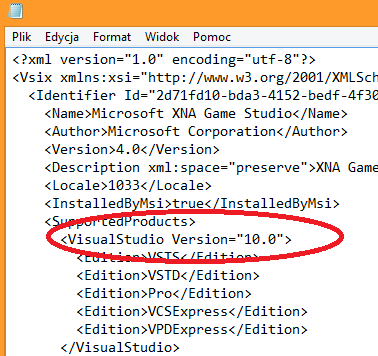 Plik Edycja Format Widok Pomoc
<?xml version="1.0" encoding="utf-8"?>
<Vsix xmlns:xsi="http://www.w3.org/2001/XMLSch
<Identifier Id="2d71fd10-bda3-4152-bedf-4f30
<Name>Microsoft XNA Game Studio</Name>
<Author>Microsoft Corporation</Author>
<Version>4.0</Version>
<Description xml:space="preserve">XNA Game
<Locale>1033</Locale>
<InstalledByMsi>true</InstalledByMsi>
<SupportedProducts>
<VisualStudio Version="10.0">
<Edition>VSTS</Edition>
<Edition>VSTD</Edition>
<Edition>Pro</Edition>
<Edition>VCSExpress</Edition>
<Edition>VPDExpress</Edition>
</VisualStudio>